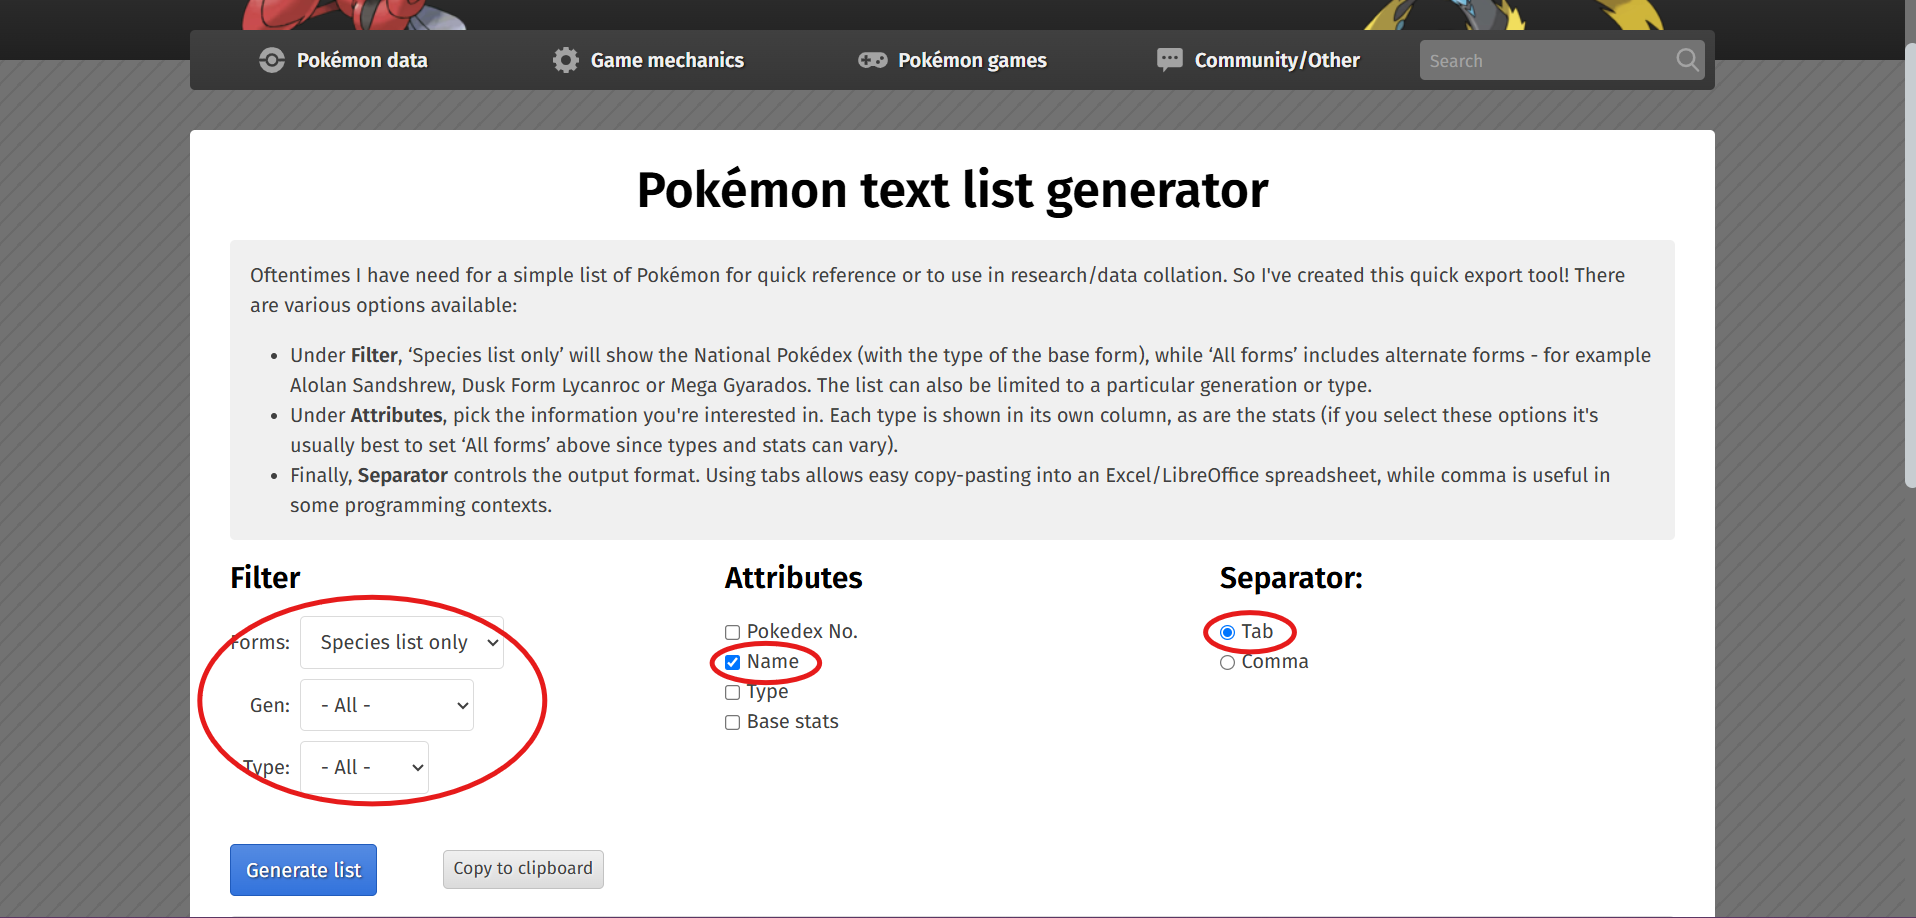 Pokémon data
Game mechanics
Pokémon games
Community/Other
Search
Pokémon text list generator
Oftentimes I have need for a simple list of Pokémon for quick reference or to use in research/data collation. So I've created this quick export tool! There
are various options available:
• Under Filter, ‘Species list only’ will show the National Pokédex (with the type of the base form), while ‘All forms’ includes alternate forms - for example
Alolan Sandshrew, Dusk Form Lycanroc or Mega Gyarados. The list can also be limited to a particular generation or type.
• Under Attributes, pick the information you're interested in. Each type is shown in its own column, as are the stats (if you select these options it's
usually best to set ‘All forms’ above since types and stats can vary).
• Finally, Separator controls the output format. Using tabs allows easy copy-pasting into an Excel/LibreOffice spreadsheet, while comma is useful in
some programming contexts.
Filter
Forms: Species list only
Gen: - All -
Type: - All -
Attributes
Pokedex No.
Name
Type
Base stats
Separator:
Tab
Comma
Generate list
Copy to clipboard